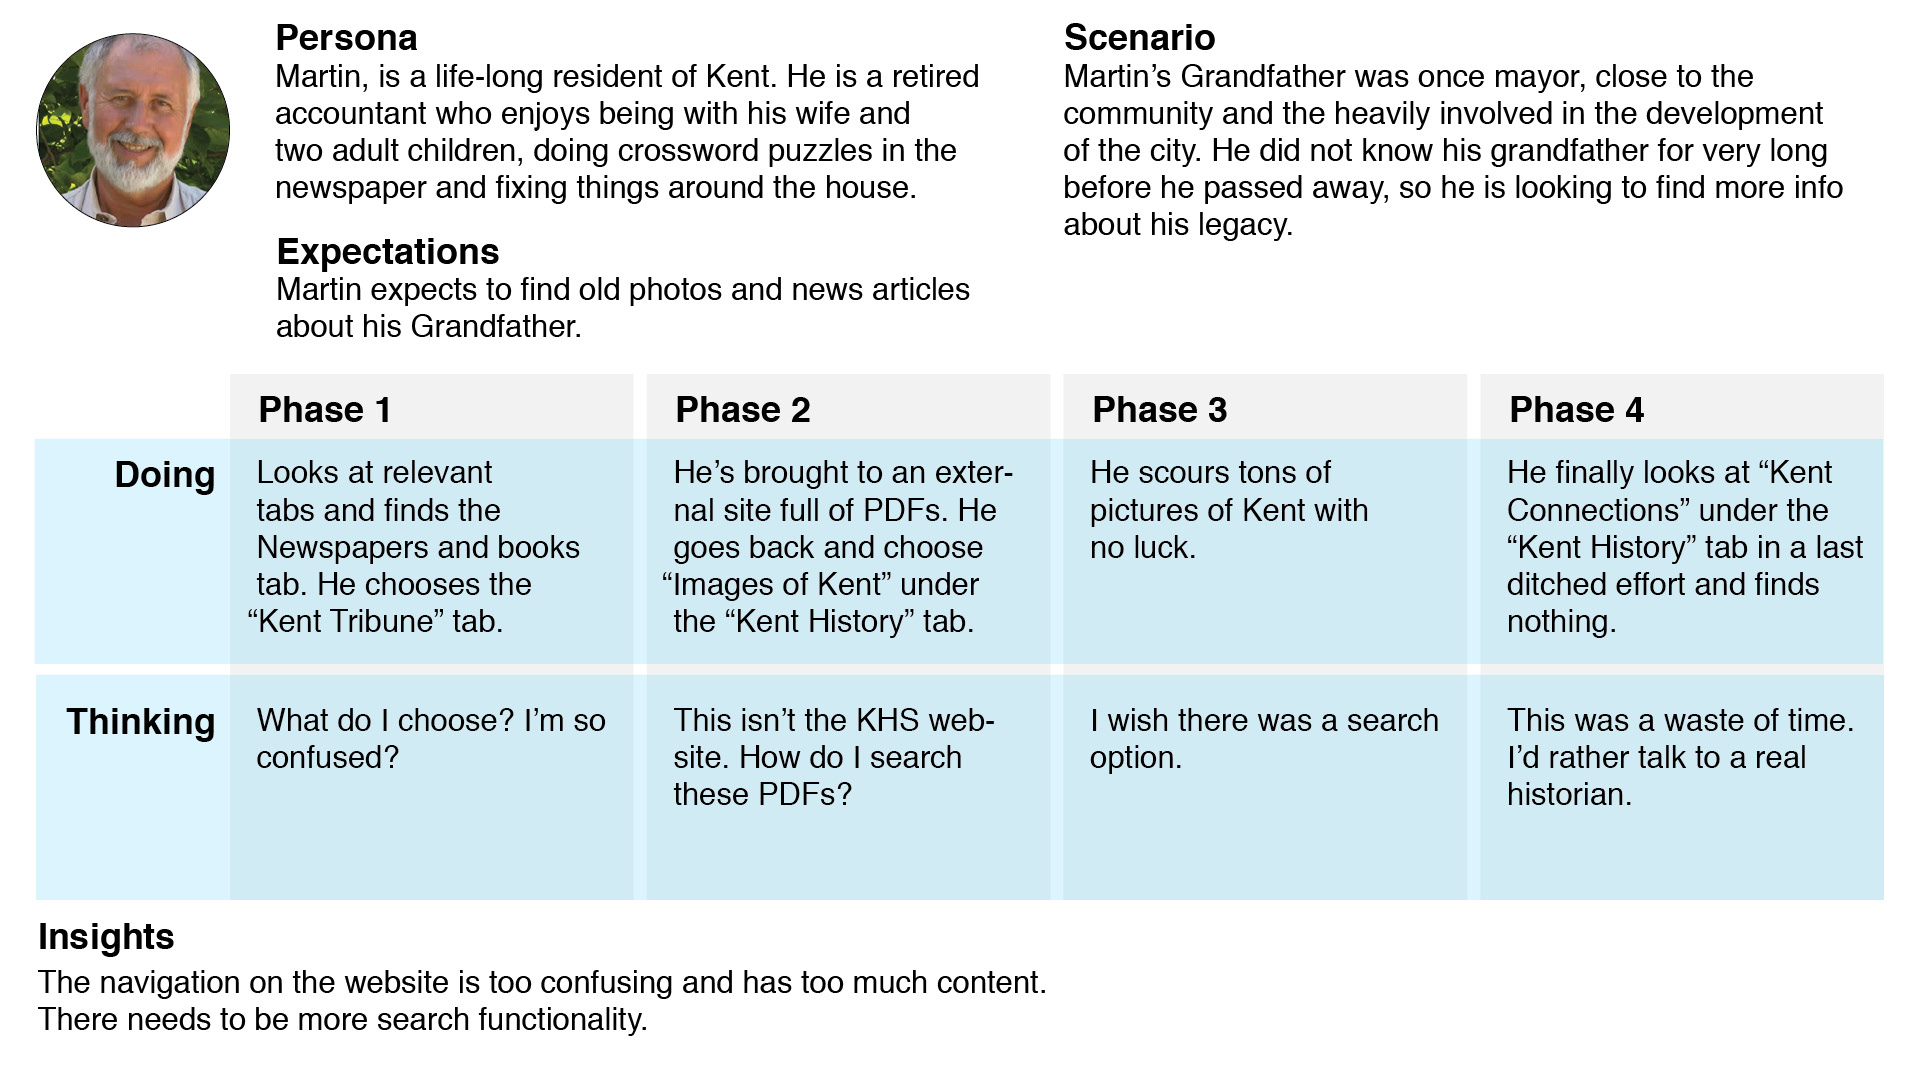 Persona
Martin, is a life-long resident of Kent. He is a retired
accountant who enjoys being with his wife and
two adult children, doing crossword puzzles in the
newspaper and fixing things around the house.
Expectations
Martin expects to find old photos and news articles
about his Grandfather.
Scenario
Martin’s Grandfather was once mayor, close to the
community and the heavily involved in the development
of the city. He did not know his grandfather for very long
before he passed away, so he is looking to find more info
about his legacy.
Phase 1
Phase 2
Phase 3
Phase 4
Doing
Looks at relevant
tabs and finds the
Newspapers and books
tab. He chooses the
“Kent Tribune” tab.
He’s brought to an exter-
nal site full of PDFs. He
goes back and choose
“Images of Kent” under
the “Kent History” tab.
He scours tons of
pictures of Kent with
no luck.
He finally looks at “Kent
Connections” under the
“Kent History” tab in a last
ditched effort and finds
nothing.
Thinking
What do I choose? I’m so
confused?
This isn’t the KHS web-
site. How do I search
these PDFs?
I wish there was a search
option.
This was a waste of time.
I’d rather talk to a real
historian.
Insights
The navigation on the website is too confusing and has too much content.
There needs to be more search functionality.